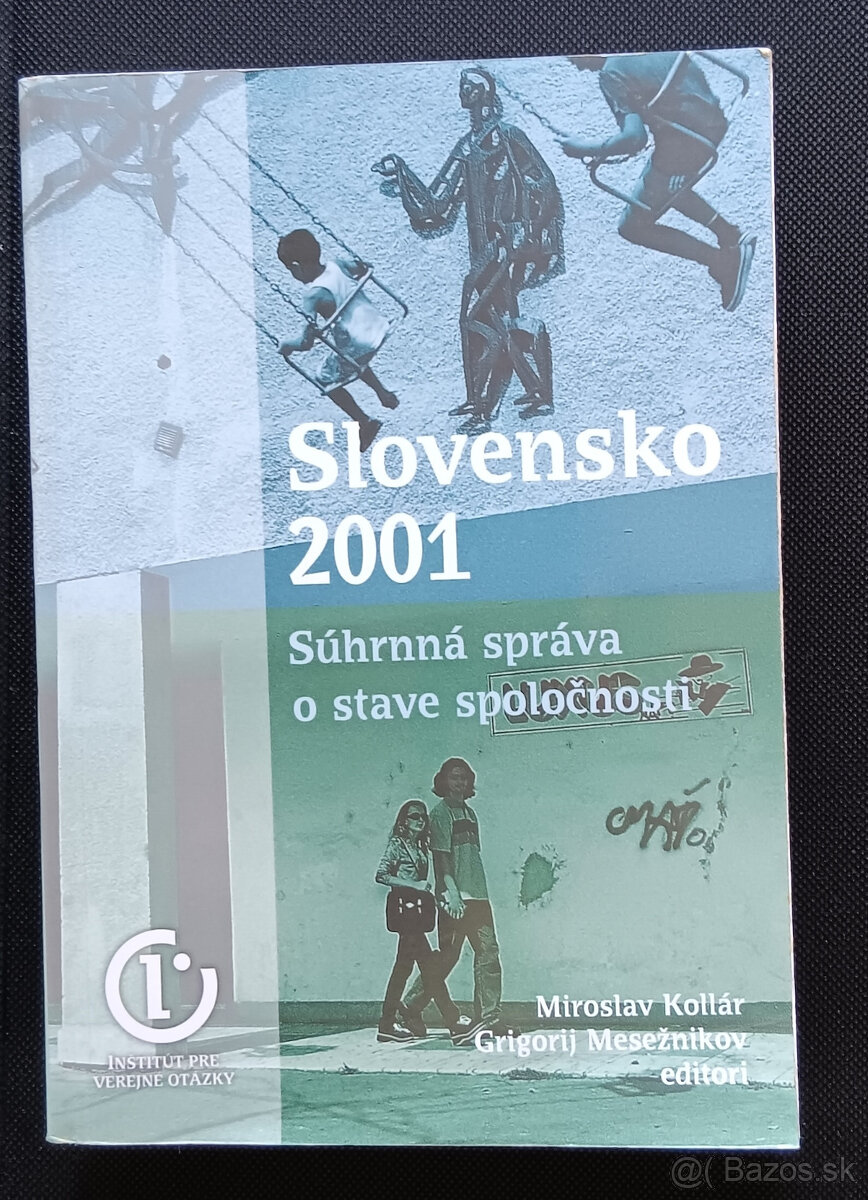 Slovensko
2001
Súhrnná správa
o stave spoločnosti
Miroslav Kollár
Grigorij Mesežnikov
editori
INŠTITÚT PRE
VEREJNÉ OTÁZKY
@( Bazos.sk